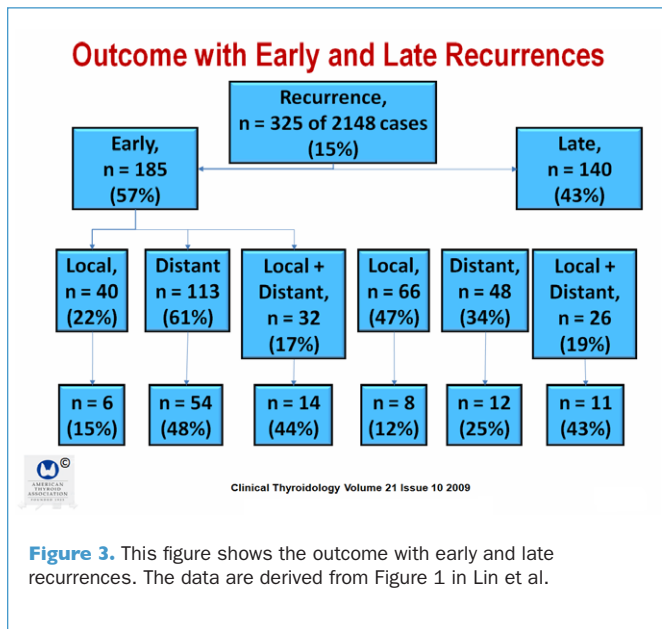 Outcome with Early and Late Recurrences
Recurrence,
n = 325 of 2148 cases
(15%)
Early,
n = 185
(57%)
Late,
n = 140
(43%)
Local,
n = 40
(22%)
Distant
n = 113
(61%)
Local +
Distant,
n = 32
(17%)
Local,
n = 66
(47%)
Distant,
n = 48
(34%)
Local +
Distant,
n = 26
(19%)
n = 6
(15%)
n = 54
(48%)
n = 14
(44%)
n = 8
(12%)
n = 12
(25%)
n = 11
(43%)
©
AMERICAN
THYROID
ASSOCIATION
Clinical Thyroidology Volume 21 Issue 10 2009
Figure 3. This figure shows the outcome with early and late
recurrences. The data are derived from Figure 1 in Lin et al.